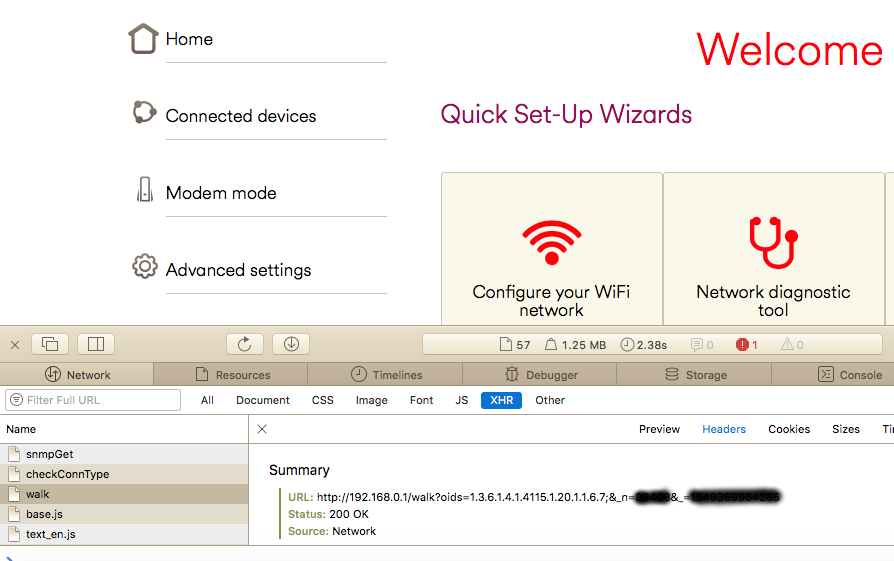 Home
Welcome
Connected devices
Quick Set-Up Wizards
Modem mode
Advanced settings
Configure your WiFi
network
Network diagnostic
tool
57 1.25 MB 2.38s 0 1 0
Network Resources Timelines Debugger Storage Console
Filter Full URL All Document CSS Image Font JS XHR Other
Name Preview Headers Cookies Sizes
snmpGet
checkConnType
walk
base.js
text_en.js
Summary
URL: http://192.168.0.1/walk?oids=1.3.6.1.4.1.4115.1.20.1.1.6.7;&_n= &_=
Status: 200 OK
Source: Network